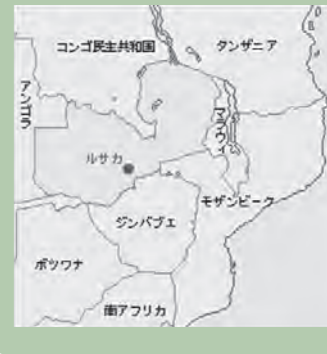 コンゴ民主共和国
タンザニア
アンゴラ
マラウイ
ルサカ
モザンビーク
ジンバブエ
ボツワナ
南アフリカ